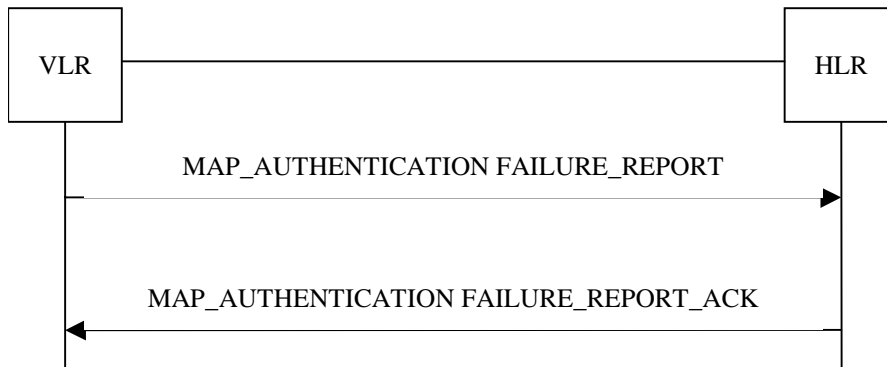 VLR
HLR
MAP_AUTHENTICATION FAILURE_REPORT
MAP_AUTHENTICATION FAILURE_REPORT_ACK